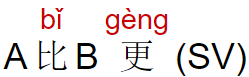 bǐ gèng
A 比 B 更 (SV)